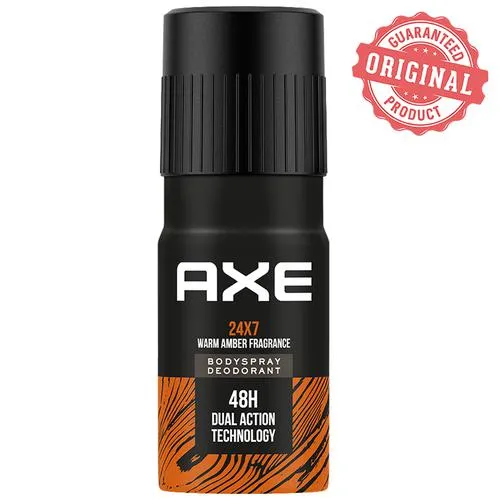 GUARANTEED
ORIGINAL
PRODUCT
AXE
24X7
WARM AMBER FRAGRANCE
BODYSPRAY
DEODORANT
48H
DUAL ACTION
TECHNOLOGY